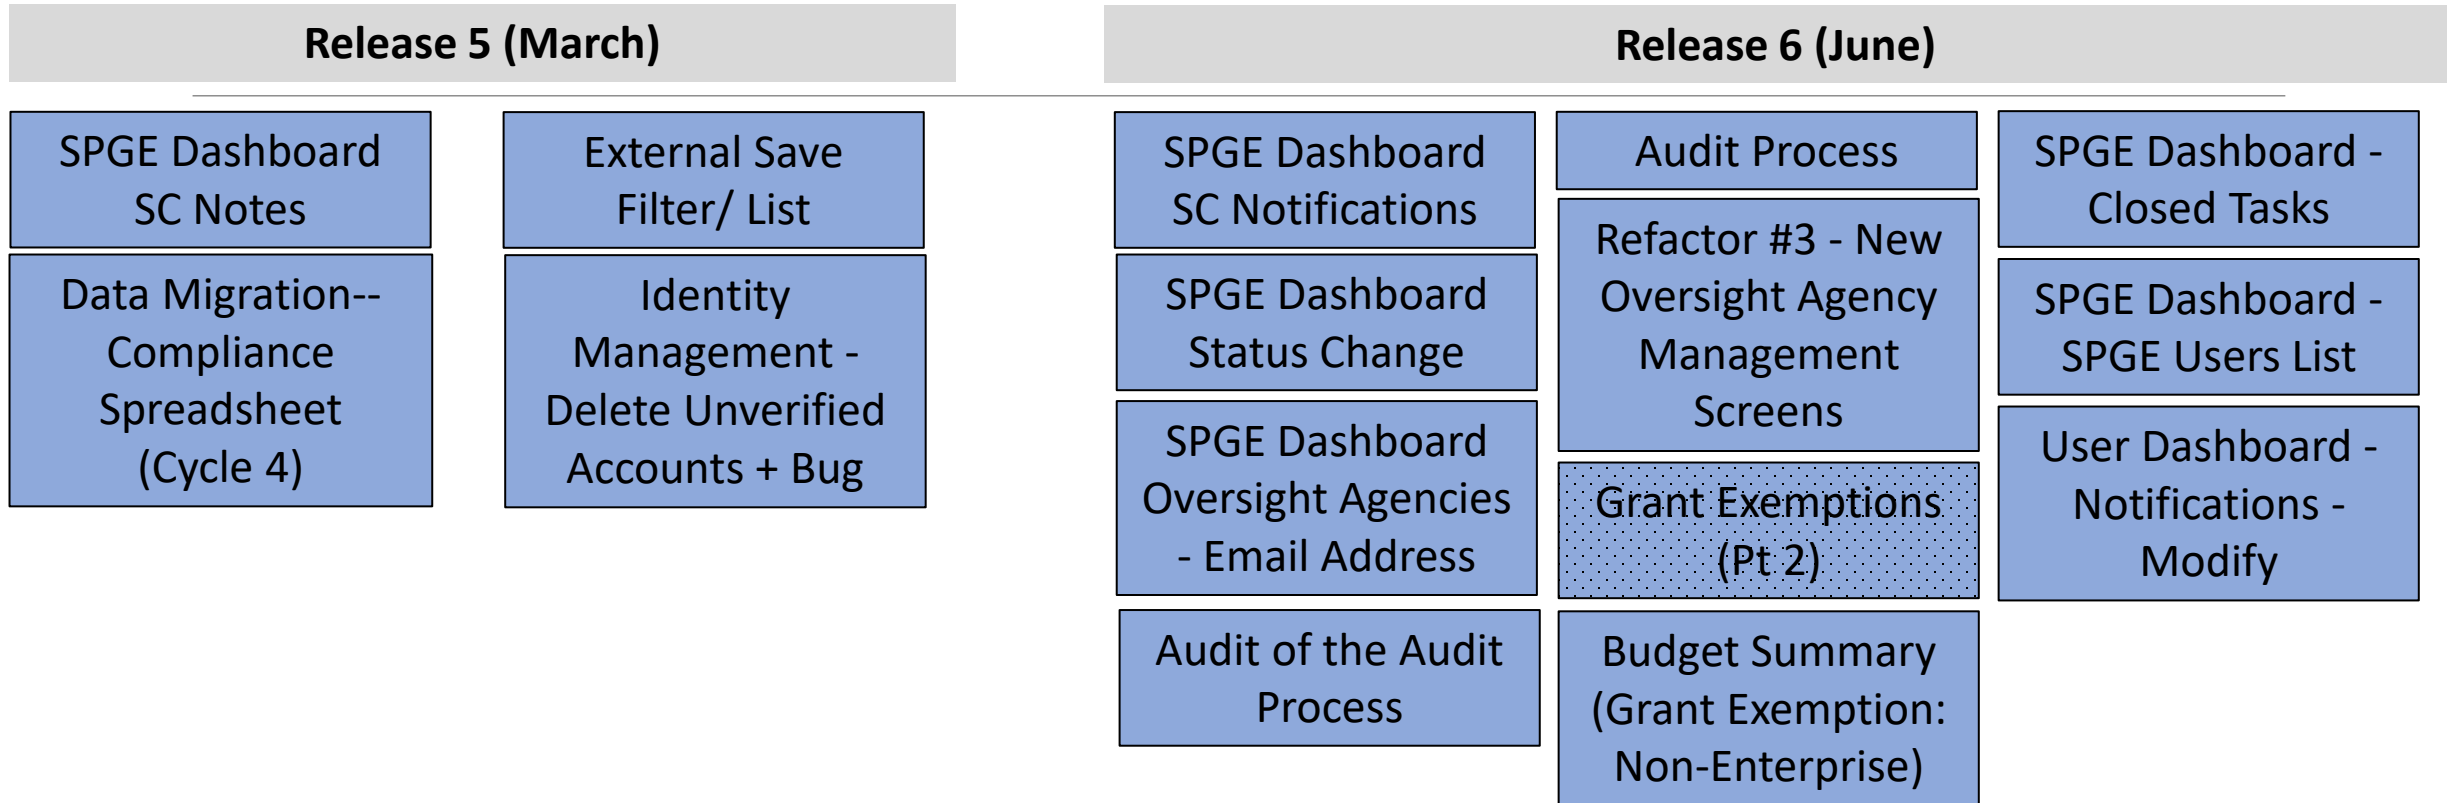 Release 5 (March)
SPGE Dashboard
SC Notes
External Save
Filter/ List
Data Migration--
Compliance
Spreadsheet
(Cycle 4)
Identity
Management -
Delete Unverified
Accounts + Bug
Release 6 (June)
SPGE Dashboard
SC Notifications
SPGE Dashboard
Status Change
SPGE Dashboard
Oversight Agencies
- Email Address
Audit of the Audit
Process
Audit Process
Refactor #3 - New
Oversight Agency
Management
Screens
Grant Exemptions
(Pt 2)
Budget Summary
(Grant Exemption:
Non-Enterprise)
SPGE Dashboard -
Closed Tasks
SPGE Dashboard -
SPGE Users List
User Dashboard -
Notifications -
Modify